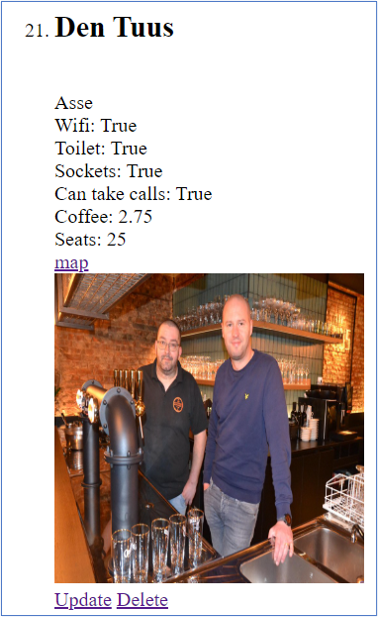 21. Den Tuus
Asse
Wifi: True
Toilet: True
Sockets: True
Can take calls: True
Coffee: 2.75
Seats: 25
map
Update Delete